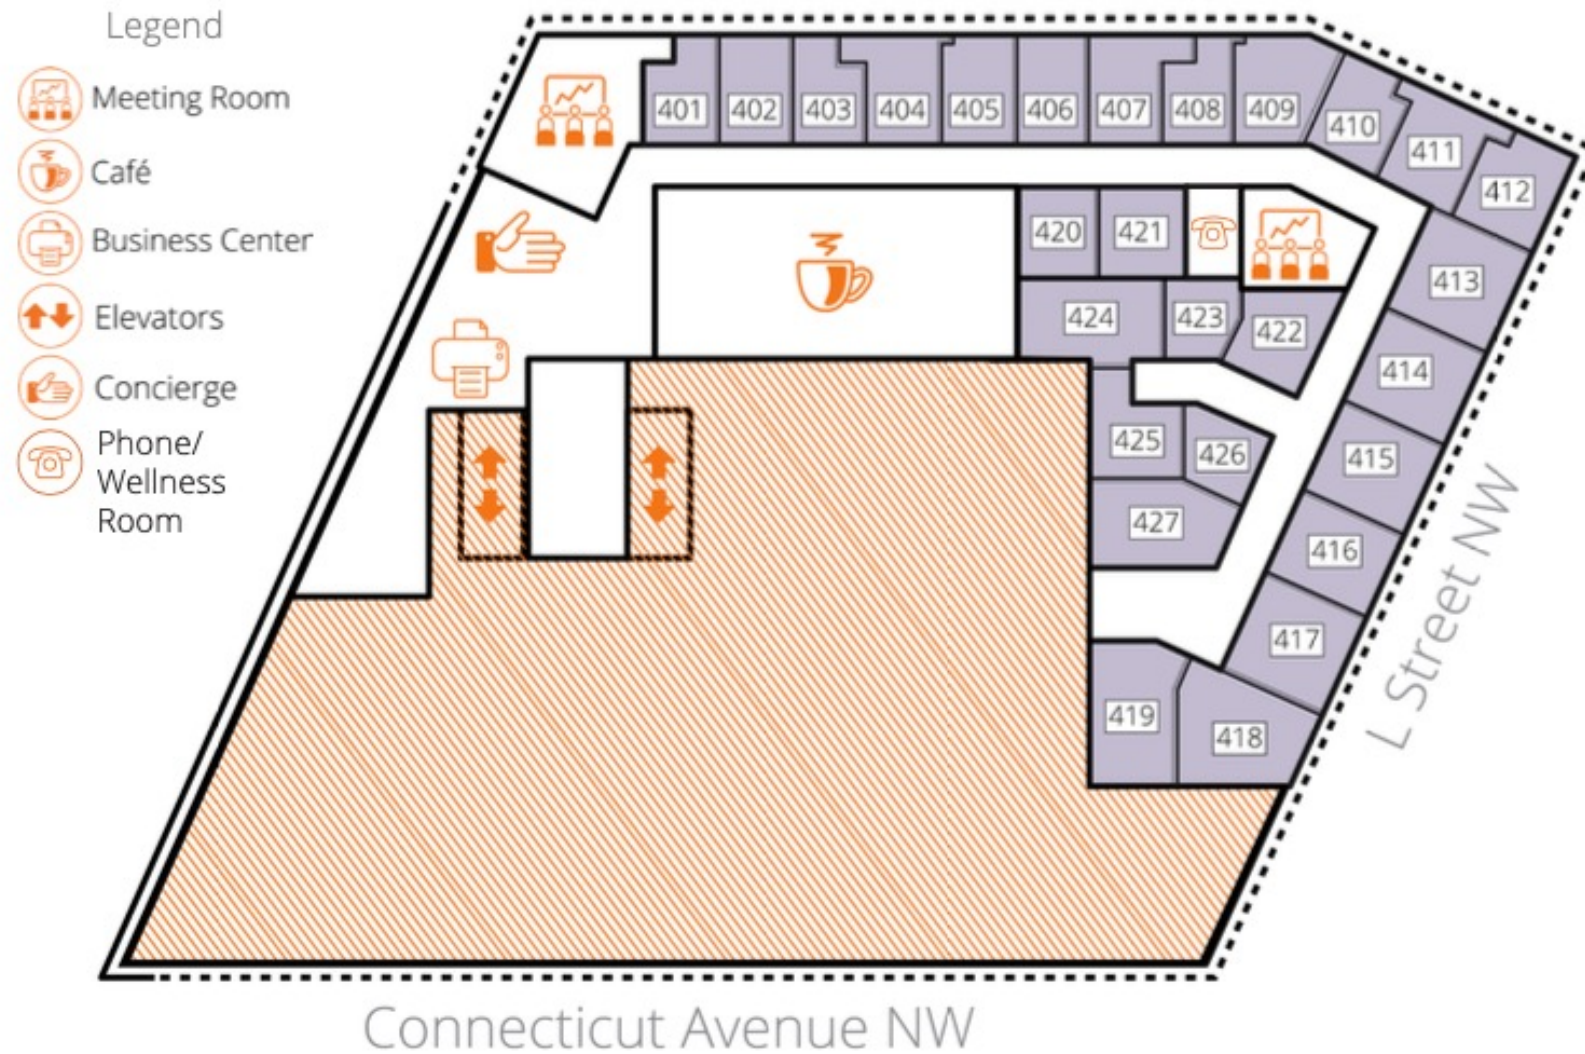 Legend
Meeting Room
Café
Business Center
Elevators
Concierge
Phone/
Wellness
Room
401 402 403 404 405 406 407 408 409
410
411
412
420 421
413
424 423
422
414
425
426
415
427
416
417
419
418
L Street NW
Connecticut Avenue NW